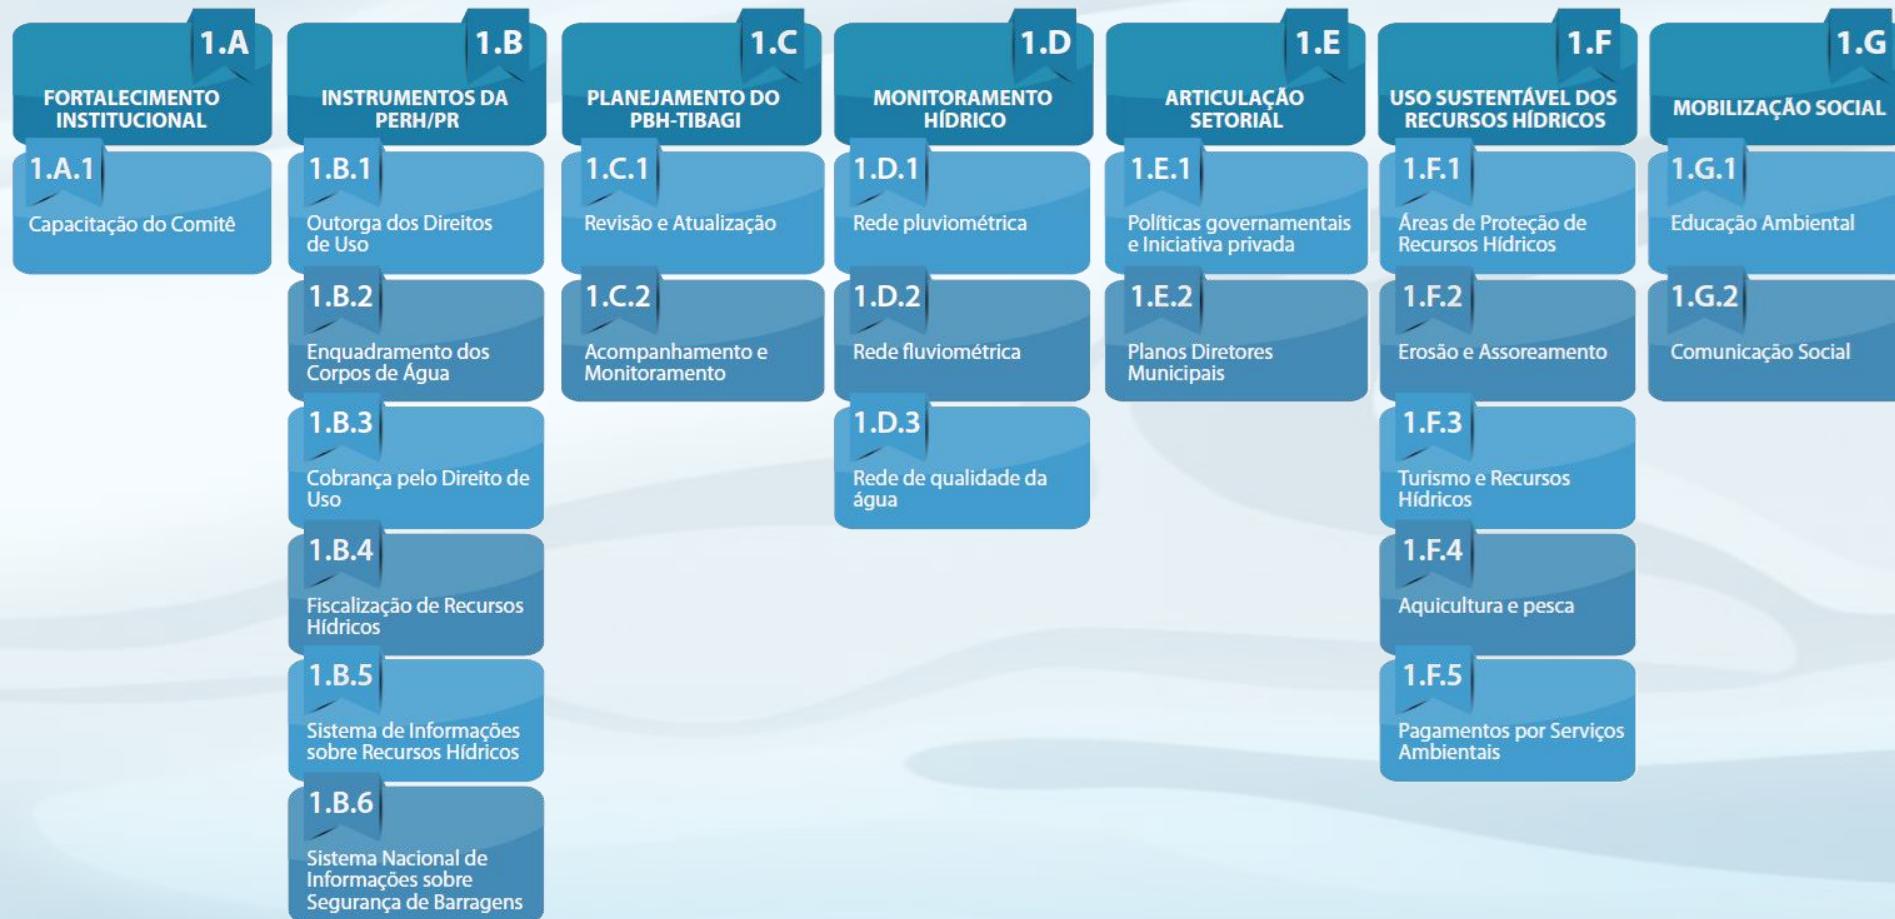 1.A
FORTALECIMENTO
INSTITUCIONAL
1.A.1
Capacitação do Comitê
1.B
INSTRUMENTOS DA
PERH/PR
1.B.1
Outorga dos Direitos
de Uso
1.B.2
Enquadramento dos
Corpos de Água
1.B.3
Cobrança pelo Direito de
Uso
1.B.4
Fiscalização de Recursos
Hídricos
1.B.5
Sistema de Informações
sobre Recursos Hídricos
1.B.6
Sistema Nacional de
Informações sobre
Segurança de Barragens
1.C
PLANEJAMENTO DO
PBH-TIBAGI
1.C.1
Revisão e Atualização
1.C.2
Acompanhamento e
Monitoramento
1.D
MONITORAMENTO
HÍDRICO
1.D.1
Rede pluviométrica
1.D.2
Rede fluviométrica
1.D.3
Rede de qualidade da
água
1.E
ARTICULAÇÃO
SETORIAL
1.E.1
Políticas governamentais
e Iniciativa privada
1.E.2
Planos Diretores
Municipais
1.F
USO SUSTENTÁVEL DOS
RECURSOS HÍDRICOS
1.F.1
Áreas de Proteção de
Recursos Hídricos
1.F.2
Erosão e Assoreamento
1.F.3
Turismo e Recursos
Hídricos
1.F.4
Aquicultura e pesca
1.F.5
Pagamentos por Serviços
Ambientais
1.G
MOBILIZAÇÃO SOCIAL
1.G.1
Educação Ambiental
1.G.2
Comunicação Social